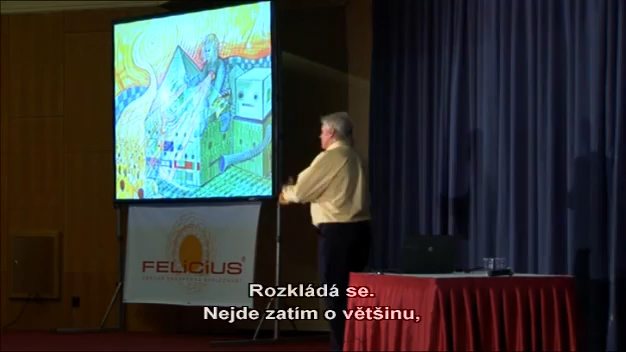 FELiCiUS®
Rozkládá se.
Nejde zatím o většinu,